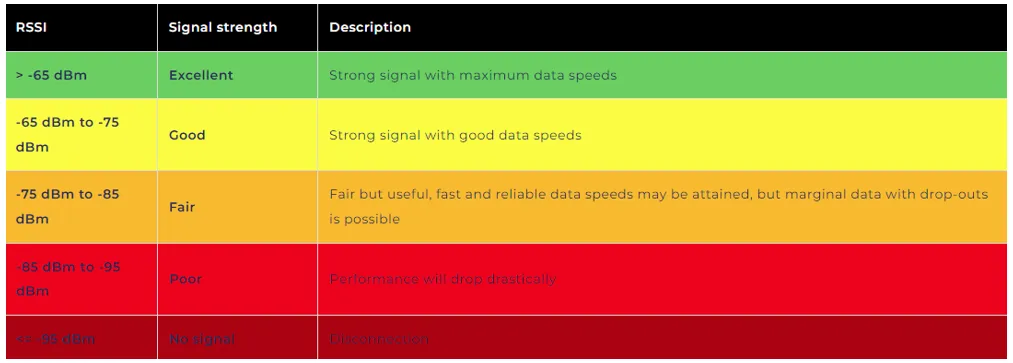 RSSI Signal strength Description
> -65 dBm Excellent Strong signal with maximum data speeds
-65 dBm to -75
dBm
Good
Strong signal with good data speeds
-75 dBm to -85
dBm
Fair
Fair but useful, fast and reliable data speeds may be attained, but marginal data with drop-outs
is possible
-85 dBm to -95
dBm
Poor
Performance will drop drastically
<= -95 dBm No signal Disconnection